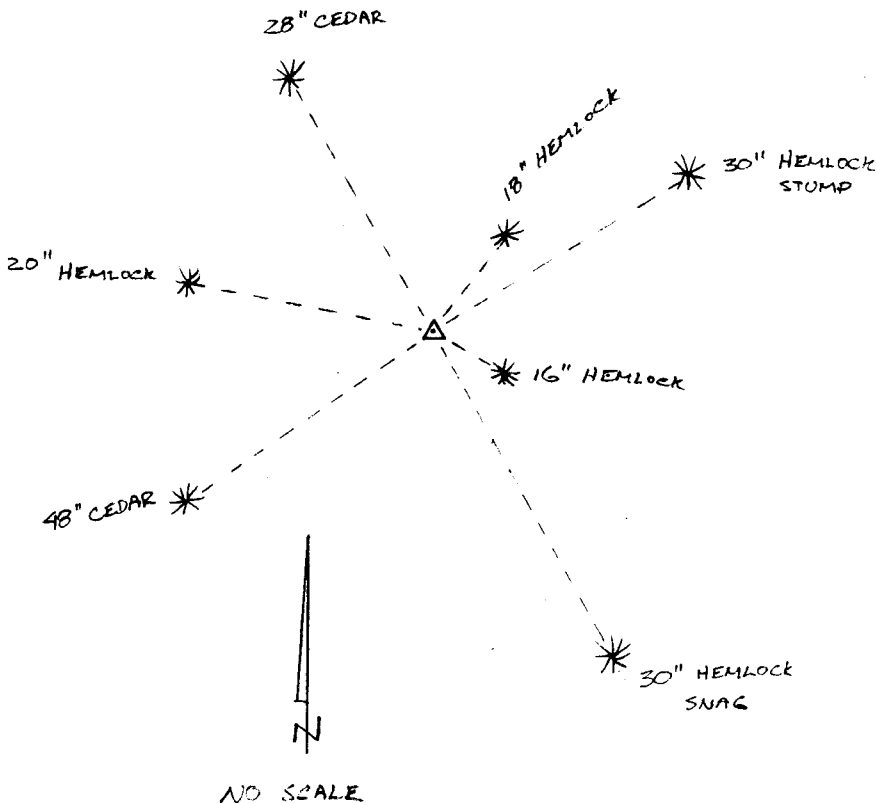 28" CEDAR
18" HEMLOCK
30" HEMLOCK
STUMP
20" HEMLOCK
16" HEMLOCK
48" CEDAR
30" HEMLOCK
SNAG
N
NO SCALE